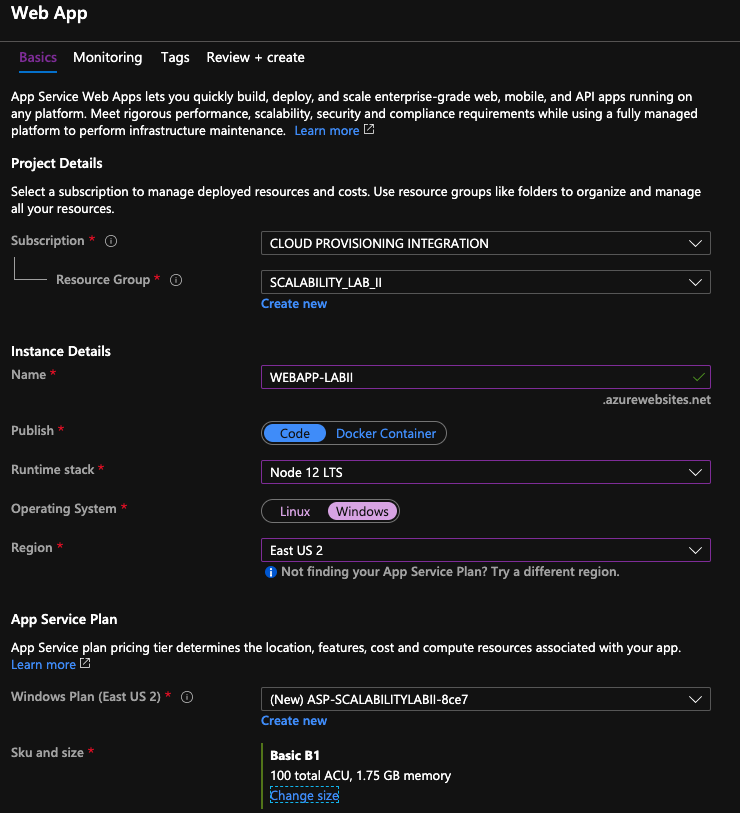 Web App
Basics Monitoring Tags Review + create
App Service Web Apps lets you quickly build, deploy, and scale enterprise-grade web, mobile, and API apps running on
any platform. Meet rigorous performance, scalability, security and compliance requirements while using a fully managed
platform to perform infrastructure maintenance. Learn more
Project Details
Select a subscription to manage deployed resources and costs. Use resource groups like folders to organize and manage
all your resources.
Subscription * CLOUD PROVISIONING INTEGRATION
Resource Group * SCALABILITY_LAB_II
Create new
Instance Details
Name * WEBAPP-LABII
.azurewebsites.net
Publish * Code Docker Container
Runtime stack * Node 12 LTS
Operating System * Linux Windows
Region * East US 2
Not finding your App Service Plan? Try a different region.
App Service Plan
App Service plan pricing tier determines the location, features, cost and compute resources associated with your app.
Learn more
Windows Plan (East US 2) * (New) ASP-SCALABILITYLABII-8ce7
Create new
Sku and size * Basic B1
100 total ACU, 1.75 GB memory
Change size